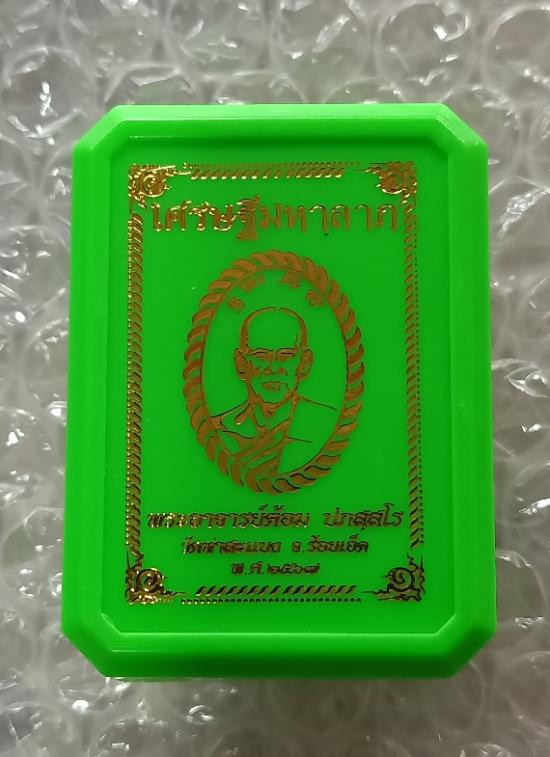 เศรษฐีมหาลาภ
พระอาจารย์ต้อม ปภสฺสโร
วัดท่าสะแบง จ.ร้อยเอ็ด
พ.ศ.๒๕๖๗